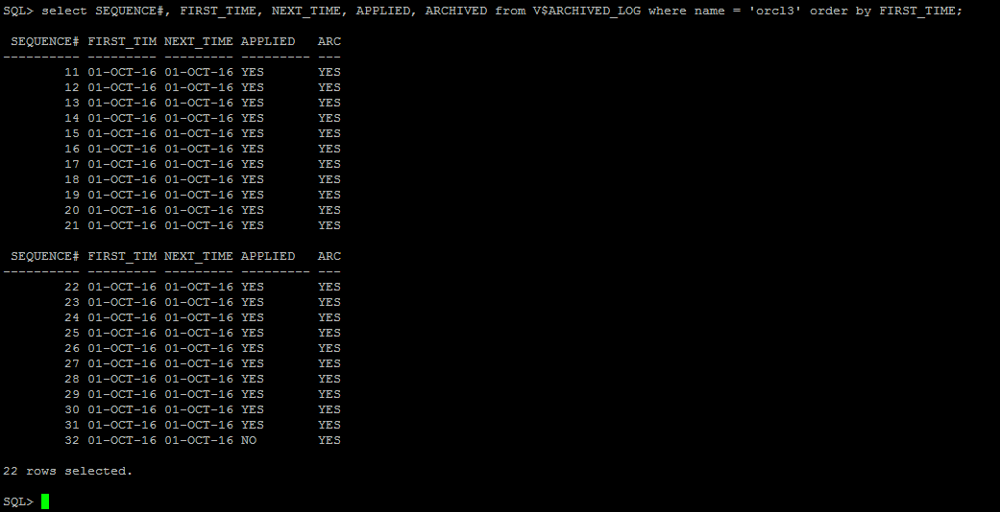 SQL> select SEQUENCE#, FIRST_TIME, NEXT_TIME, APPLIED, ARCHIVED from V$ARCHIVED_LOG where name = 'orcl3' order by FIRST_TIME;
 SEQUENCE# FIRST_TIM NEXT_TIME APPLIED   ARC
---------- --------- --------- --------- ---
        11 01-OCT-16 01-OCT-16 YES       YES
        12 01-OCT-16 01-OCT-16 YES       YES
        13 01-OCT-16 01-OCT-16 YES       YES
        14 01-OCT-16 01-OCT-16 YES       YES
        15 01-OCT-16 01-OCT-16 YES       YES
        16 01-OCT-16 01-OCT-16 YES       YES
        17 01-OCT-16 01-OCT-16 YES       YES
        18 01-OCT-16 01-OCT-16 YES       YES
        19 01-OCT-16 01-OCT-16 YES       YES
        20 01-OCT-16 01-OCT-16 YES       YES
        21 01-OCT-16 01-OCT-16 YES       YES
 SEQUENCE# FIRST_TIM NEXT_TIME APPLIED   ARC
---------- --------- --------- --------- ---
        22 01-OCT-16 01-OCT-16 YES       YES
        23 01-OCT-16 01-OCT-16 YES       YES
        24 01-OCT-16 01-OCT-16 YES       YES
        25 01-OCT-16 01-OCT-16 YES       YES
        26 01-OCT-16 01-OCT-16 YES       YES
        27 01-OCT-16 01-OCT-16 YES       YES
        28 01-OCT-16 01-OCT-16 YES       YES
        29 01-OCT-16 01-OCT-16 YES       YES
        30 01-OCT-16 01-OCT-16 YES       YES
        31 01-OCT-16 01-OCT-16 YES       YES
        32 01-OCT-16 01-OCT-16 NO        YES
22 rows selected.
SQL>